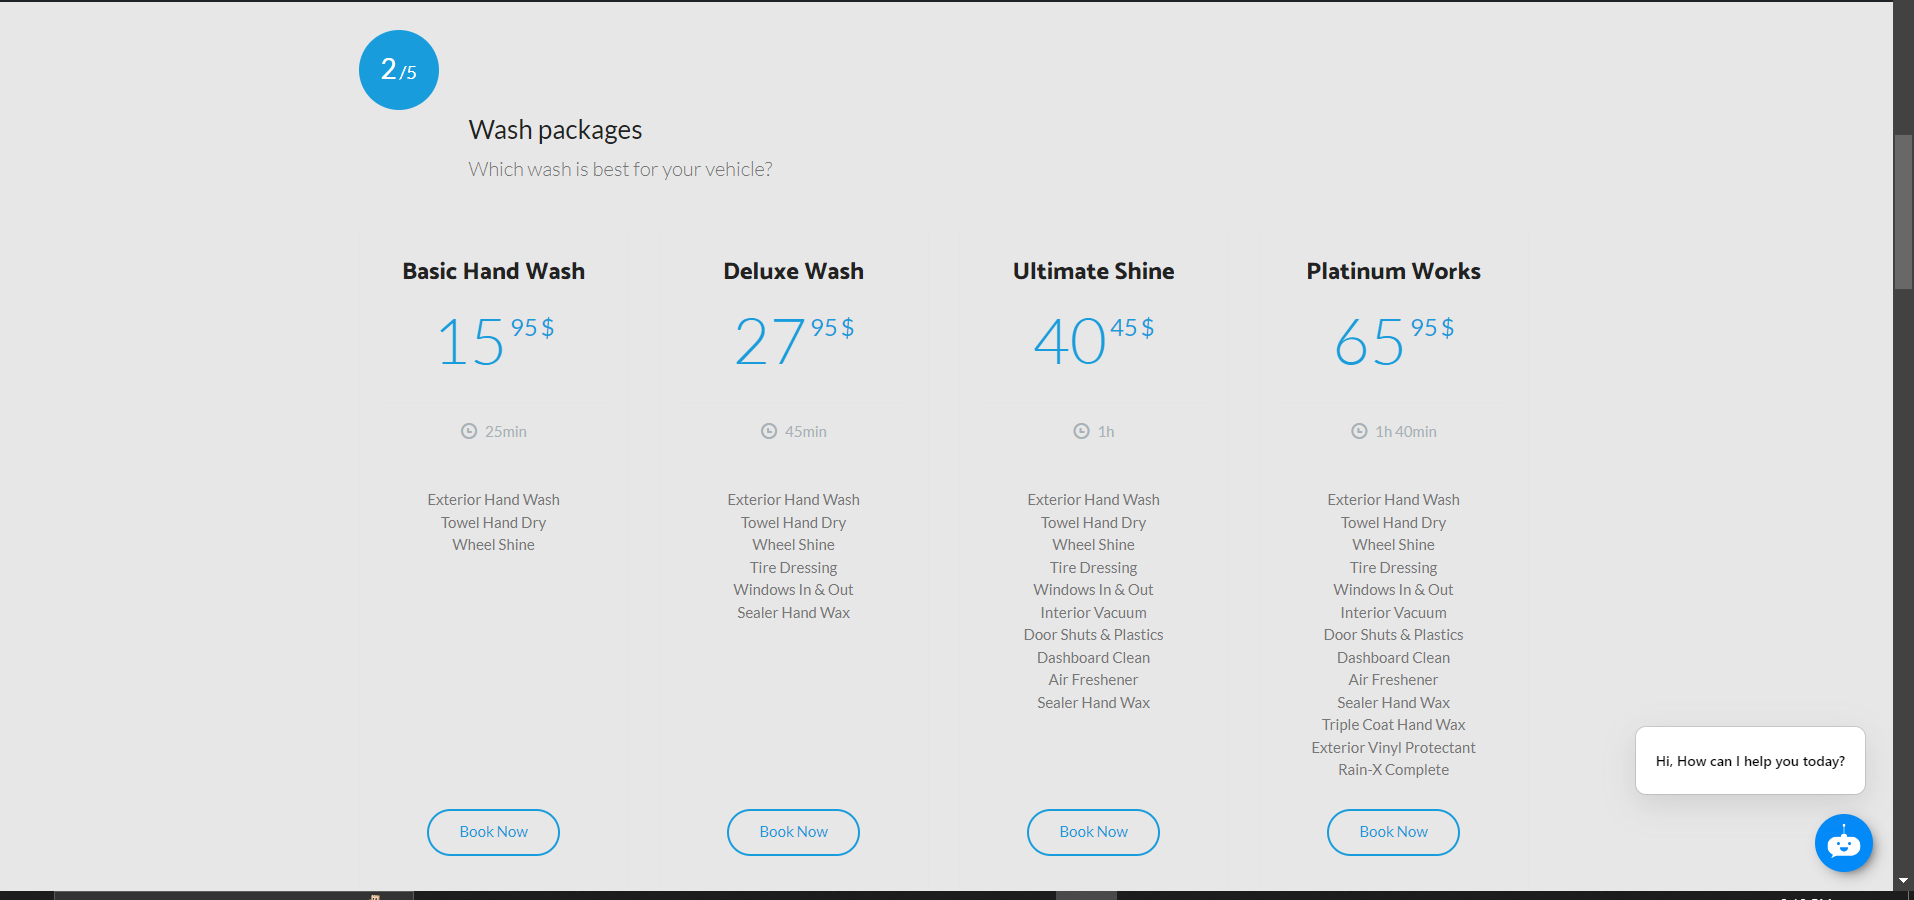 2/5
Wash packages
Which wash is best for your vehicle?
Basic Hand Wash
15 95 $
25min
Exterior Hand Wash
Towel Hand Dry
Wheel Shine
Book Now
Deluxe Wash
27 95 $
45min
Exterior Hand Wash
Towel Hand Dry
Wheel Shine
Tire Dressing
Windows In & Out
Sealer Hand Wax
Book Now
Ultimate Shine
40 45 $
1h
Exterior Hand Wash
Towel Hand Dry
Wheel Shine
Tire Dressing
Windows In & Out
Interior Vacuum
Door Shuts & Plastics
Dashboard Clean
Air Freshener
Sealer Hand Wax
Book Now
Platinum Works
65 95 $
1h 40min
Exterior Hand Wash
Towel Hand Dry
Wheel Shine
Tire Dressing
Windows In & Out
Interior Vacuum
Door Shuts & Plastics
Dashboard Clean
Air Freshener
Sealer Hand Wax
Triple Coat Hand Wax
Exterior Vinyl Protectant
Rain-X Complete
Book Now
Hi, How can I help you today?